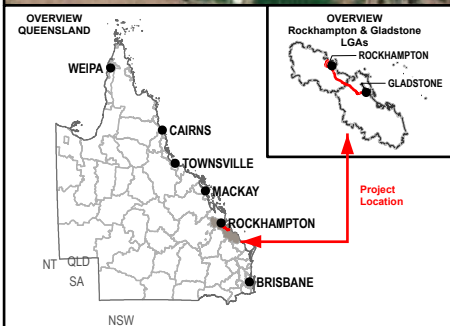 OVERVIEW
QUEENSLAND
WEIPA
CAIRNS
TOWNSVILLE
MACKAY
ROCKHAMPTON
BRISBANE
NT
QLD
SA
NSW
OVERVIEW
Rockhampton & Gladstone
LGAs
ROCKHAMPTON
GLADSTONE
Project
Location